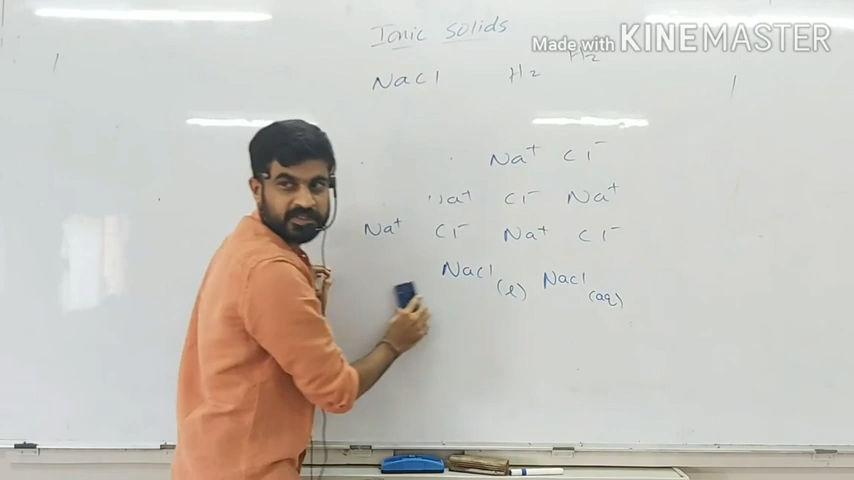 Ionic solids
Made with KINEMASTER
NaCl H2 H2
Na+ Cl-
Na+ Cl- Na+
Na+ Cl- Na+ Cl-
NaCl(l) NaCl(aq)